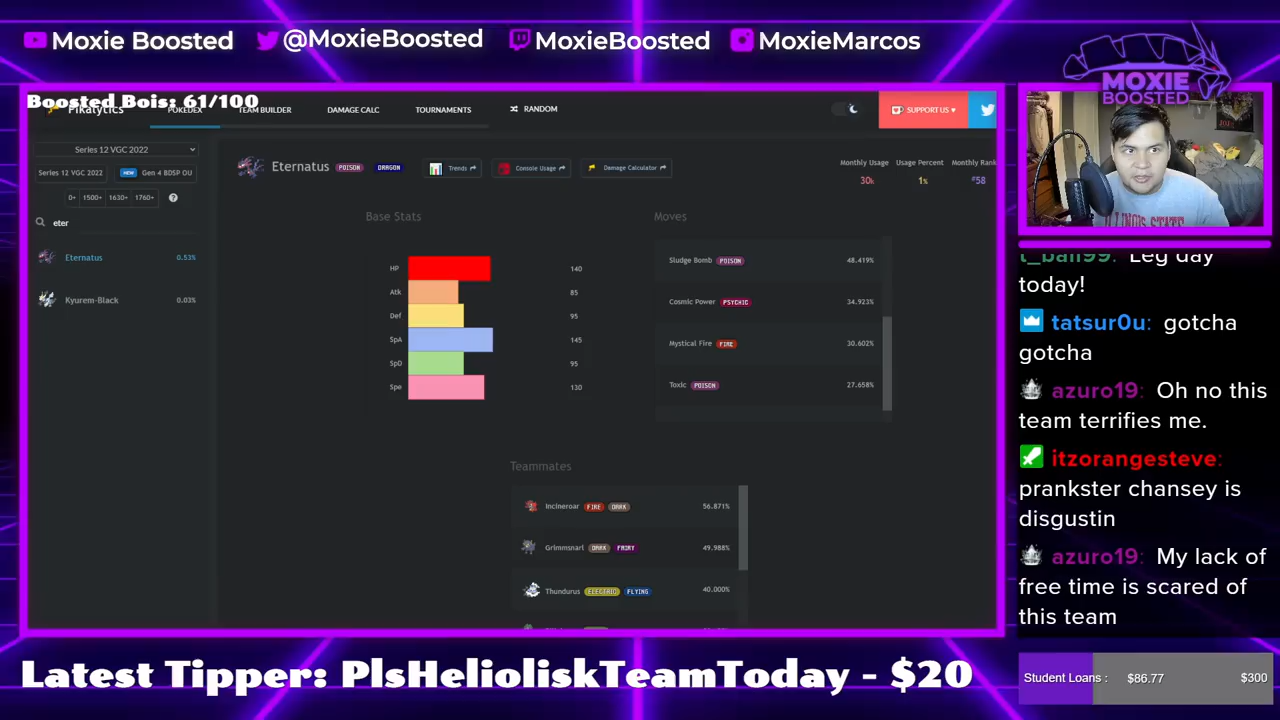 Moxie Boosted
@MoxieBoosted
MoxieBoosted
MoxieMarcos
MOXIE
BOOSTED
Boosted Bois: 61/100
Pikalytics
POKEDEX
TEAM BUILDER
DAMAGE CALC
TOURNAMENTS
RANDOM
SUPPORT US ♥
Series 12 VGC 2022
Series 12 VGC 2022
NEW Gen 4 BDSP OU
0+ 1500+ 1630+ 1760+ ?
eter
Eternatus 0.53%
Kyurem-Black 0.03%
Eternatus POISON DRAGON
Trends
Console Usage
Damage Calculator
Monthly Usage Usage Percent Monthly Rank
30k 1% #58
Base Stats
HP 140
Atk 85
Def 95
SpA 145
SpD 95
Spe 130
Moves
Sludge Bomb POISON 48.419%
Cosmic Power PSYCHIC 34.923%
Mystical Fire FIRE 30.602%
Toxic POISON 27.658%
Teammates
Incineroar FIRE DARK 56.871%
Grimmsnarl DARK FAIRY 49.988%
Thundurus ELECTRIC FLYING 40.000%
ILLINOIS STATE
t_ball99: Leg day
today!
tatsur0u: gotcha
gotcha
azuro19: Oh no this
team terrifies me.
itzorangesteve:
prankster chansey is
disgustin
azuro19: My lack of
free time is scared of
this team
Latest Tipper: PlsHelioliskTeamToday - $20
Student Loans : $86.77 $300